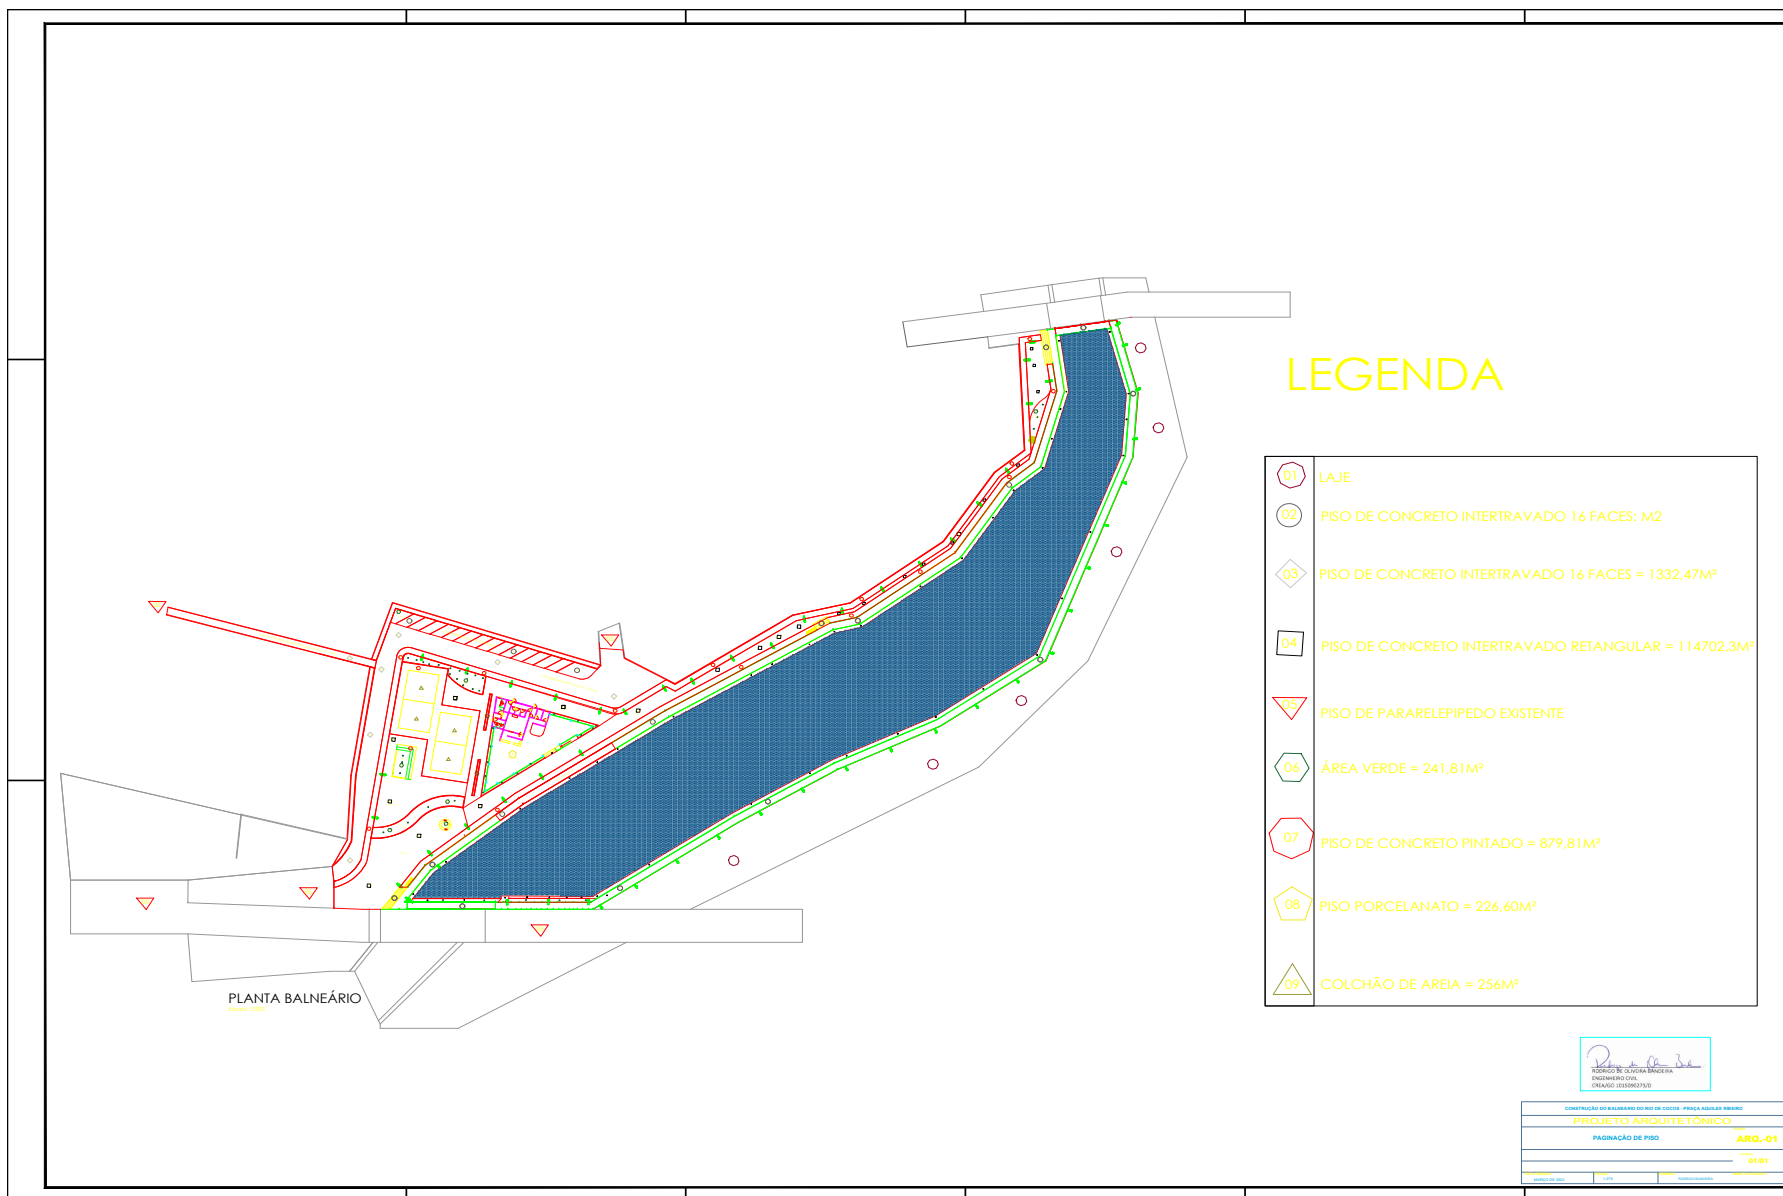 LEGENDA
01 LAJE
02 PISO DE CONCRETO INTERTRAVADO 16 FACES: M2
03 PISO DE CONCRETO INTERTRAVADO 16 FACES = 1332.47M²
04 PISO DE CONCRETO INTERTRAVADO RETANGULAR = 114702.3M²
05 PISO DE PARARELEPIPEDO EXISTENTE
06 ÁREA VERDE = 241.81M²
07 PISO DE CONCRETO PINTADO = 879.81M²
08 PISO PORCELANATO = 226.60M²
09 COLCHÃO DE AREIA = 256M²
PLANTA BALNEÁRIO
RODRIGO DE OLIVEIRA BANDEIRA
ENGENHEIRO CIVIL
CONSTRUÇÃO DO BALNEÁRIO DO RIO DE COCOS - PRAÇA AQUILES RIBEIRO
PROJETO ARQUITETÔNICO
PAGINAÇÃO DE PISO
ARQ.-01
01/01